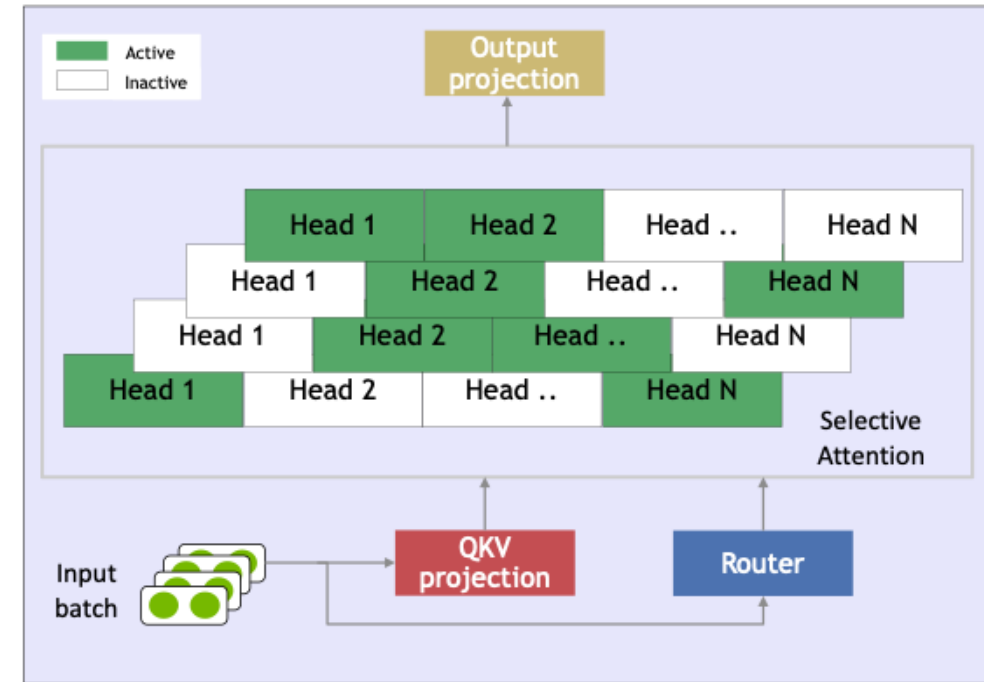 Active
Inactive
Output
projection
Head 1 Head 2 Head .. Head N
Head 1 Head 2 Head .. Head N
Head 1 Head 2 Head .. Head N
Head 1 Head 2 Head .. Head N
Selective
Attention
Input
batch
QKV
projection
Router